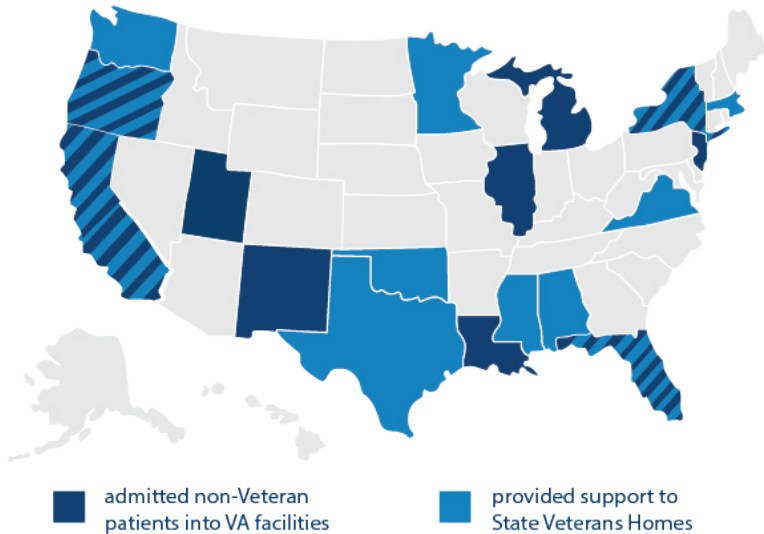 admitted non-Veteran
patients into VA facilities
provided support to
State Veterans Homes